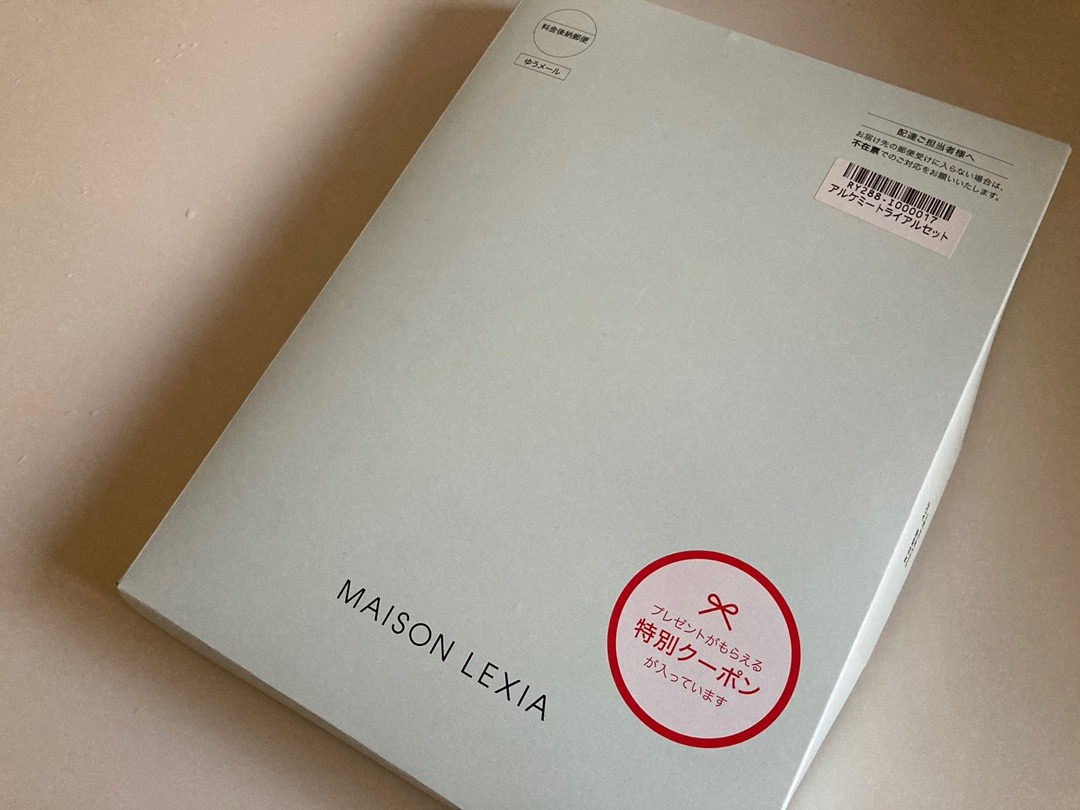 料金後納郵便
ゆうメール
配達ご担当者様へ
お届け先の郵便受けに入らない場合は、
不在票でのご対応をお願いいたします。
RY288-I000017
アルケミートライアルセット
MAISON LEXIA
プレゼントがもらえる
特別クーポン
が入っています